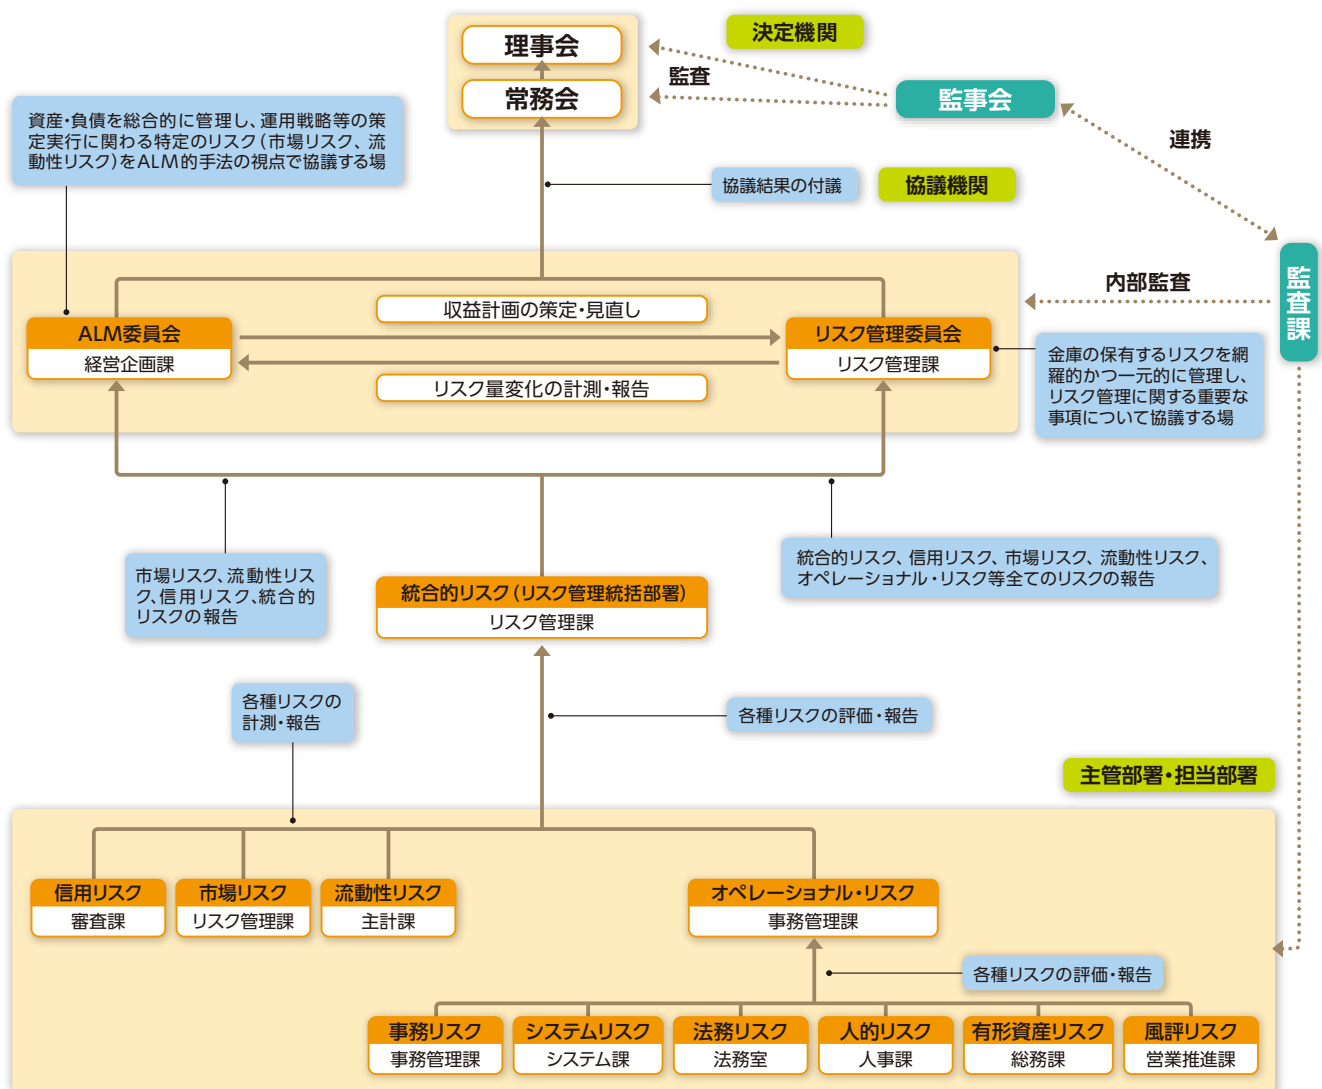 決定機関
理事会
監査
常務会
監事会
連携
資産・負債を総合的に管理し、運用戦略等の策
定実行に関わる特定のリスク（市場リスク、流
動性リスク）をALM的手法の視点で協議する場
協議結果の付議
協議機関
監査課
内部監査
収益計画の策定・見直し
ALM委員会
経営企画課
リスク管理委員会
リスク管理課
リスク量変化の計測・報告
金庫の保有するリスクを網
羅的かつ一元的に管理し、
リスク管理に関する重要な
事項について協議する場
市場リスク、流動性リス
ク、信用リスク、統合的
リスクの報告
統合的リスク、信用リスク、市場リスク、流動性リスク、
オペレーショナル・リスク等全てのリスクの報告
統合的リスク（リスク管理統括部署）
リスク管理課
各種リスクの
計測・報告
各種リスクの評価・報告
主管部署・担当部署
信用リスク
審査課
市場リスク
リスク管理課
流動性リスク
主計課
オペレーショナル・リスク
事務管理課
各種リスクの評価・報告
事務リスク
事務管理課
システムリスク
システム課
法務リスク
法務室
人的リスク
人事課
有形資産リスク
総務課
風評リスク
営業推進課